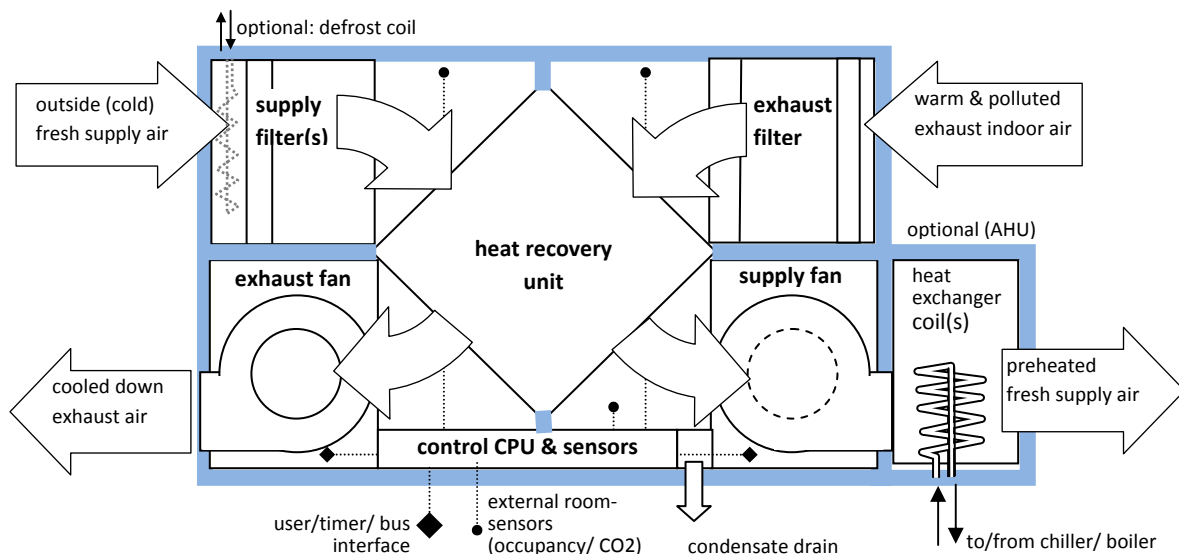 optional: defrost coil
outside (cold)
fresh supply air
supply
filter(s)
exhaust
filter
warm & polluted
exhaust indoor air
optional (AHU)
heat recovery
unit
exhaust fan
supply fan
heat
exchanger
coil(s)
cooled down
exhaust air
preheated
fresh supply air
control CPU & sensors
user/timer/ bus
interface
external room-
sensors
(occupancy/ CO2)
condensate drain
to/from chiller/ boiler